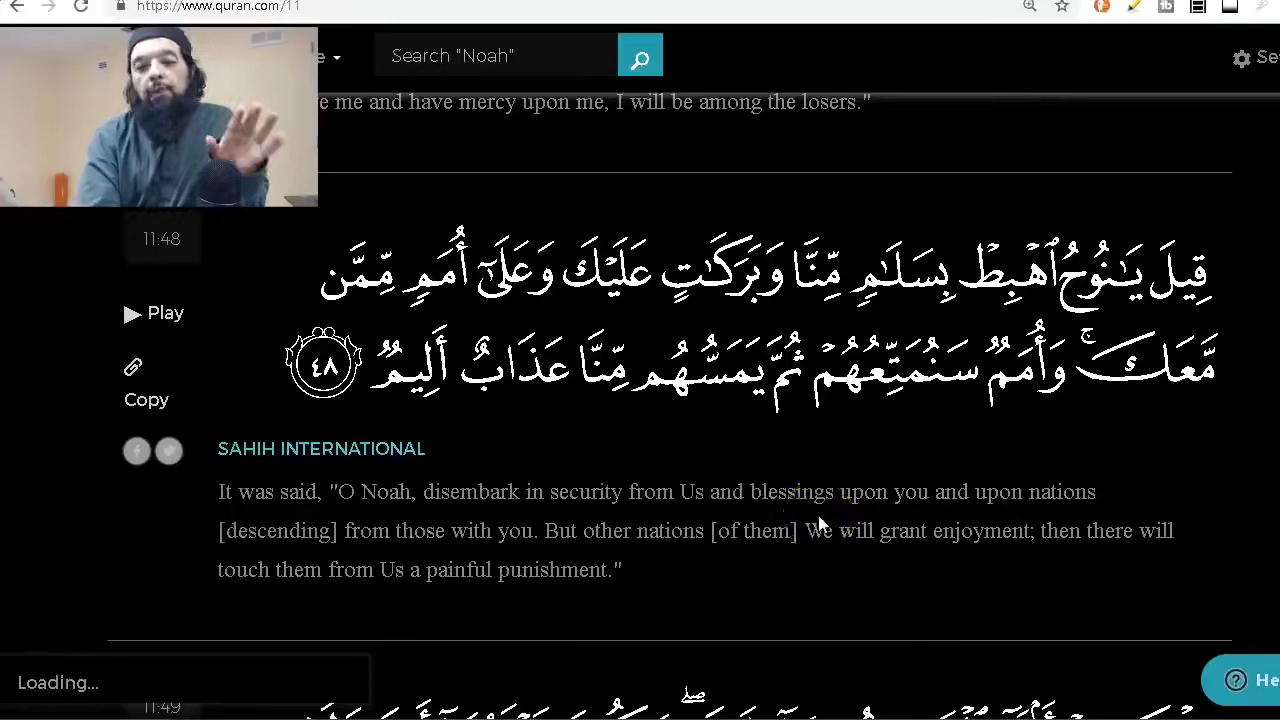 https://www.quran.com/11
Search "Noah"
me and have mercy upon me, I will be among the losers."
11:48
قِيلَ يَـٰنُوحُ ٱهْبِطْ بِسَلَـٰمٍ مِّنَّا وَبَرَكَـٰتٍ عَلَيْكَ وَعَلَىٰٓ أُمَمٍ مِّمَّن
مَّعَكَ ۚ وَأُمَمٌ سَنُمَتِّعُهُمْ ثُمَّ يَمَسُّهُم مِّنَّا عَذَابٌ أَلِيمٌ ٤٨
Play
Copy
SAHIH INTERNATIONAL
It was said, "O Noah, disembark in security from Us and blessings upon you and upon nations
[descending] from those with you. But other nations [of them] We will grant enjoyment; then there will
touch them from Us a painful punishment."
Loading...
11:49